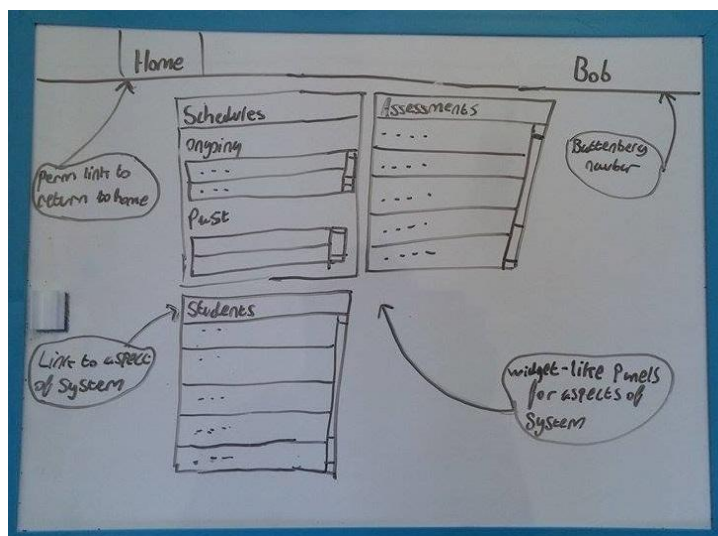 Home
Bob
Schedules
Ongoing
Past
Assessments
Students
perm link to
return to home
Battenberg
navbar
Link to aspect
of System
widget-like Panels
for aspects of
System